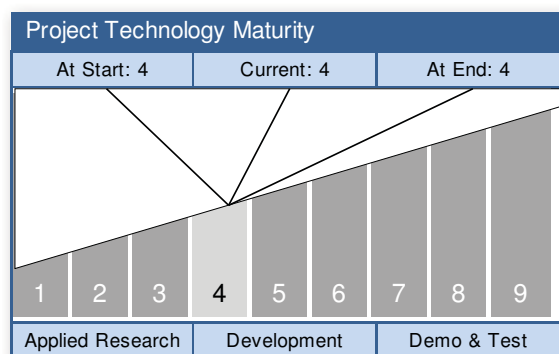 Project Technology Maturity
At Start: 4 Current: 4 At End: 4
1 2 3 4 5 6 7 8 9
Applied Research Development Demo & Test